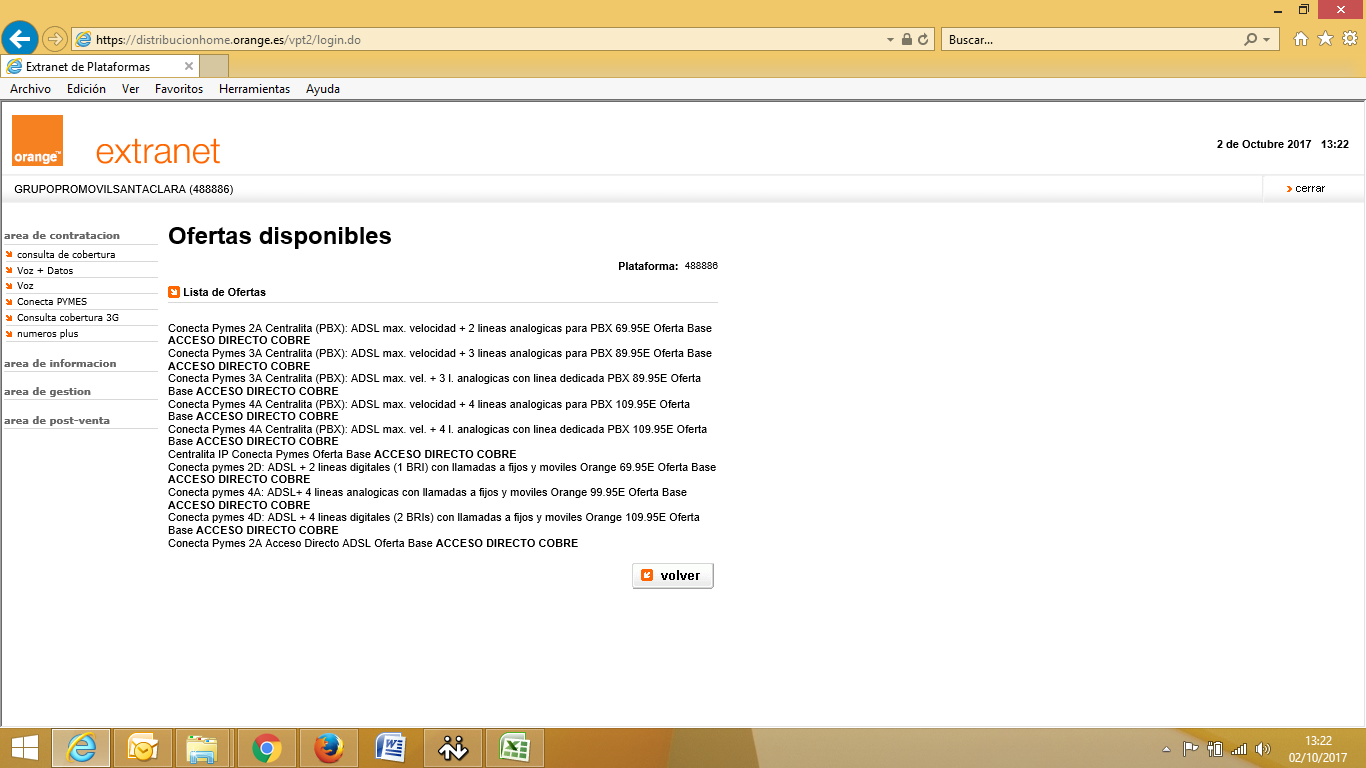 https://distribucionhome.orange.es/vpt2/login.do
Buscar...
Extranet de Plataformas
Archivo Edición Ver Favoritos Herramientas Ayuda
orange™
extranet
2 de Octubre 2017 13:22
GRUPOPROMOVILSANTACLARA (488886)
cerrar
area de contratacion
consulta de cobertura
Voz + Datos
Voz
Conecta PYMES
Consulta cobertura 3G
numeros plus
area de informacion
area de gestion
area de post-venta
Ofertas disponibles
Plataforma: 488886
Lista de Ofertas
Conecta Pymes 2A Centralita (PBX): ADSL max. velocidad + 2 lineas analogicas para PBX 69.95E Oferta Base
ACCESO DIRECTO COBRE
Conecta Pymes 3A Centralita (PBX): ADSL max. velocidad + 3 lineas analogicas para PBX 89.95E Oferta Base
ACCESO DIRECTO COBRE
Conecta Pymes 3A Centralita (PBX): ADSL max. vel. + 3 l. analogicas con linea dedicada PBX 89.95E Oferta
Base ACCESO DIRECTO COBRE
Conecta Pymes 4A Centralita (PBX): ADSL max. velocidad + 4 lineas analogicas para PBX 109.95E Oferta
Base ACCESO DIRECTO COBRE
Conecta Pymes 4A Centralita (PBX): ADSL max. vel. + 4 l. analogicas con linea dedicada PBX 109.95E Oferta
Base ACCESO DIRECTO COBRE
Centralita IP Conecta Pymes Oferta Base ACCESO DIRECTO COBRE
Conecta pymes 2D: ADSL + 2 lineas digitales (1 BRI) con llamadas a fijos y moviles Orange 69.95E Oferta Base
ACCESO DIRECTO COBRE
Conecta pymes 4A: ADSL+ 4 lineas analogicas con llamadas a fijos y moviles Orange 99.95E Oferta Base
ACCESO DIRECTO COBRE
Conecta pymes 4D: ADSL + 4 lineas digitales (2 BRIs) con llamadas a fijos y moviles Orange 109.95E Oferta
Base ACCESO DIRECTO COBRE
Conecta Pymes 2A Acceso Directo ADSL Oferta Base ACCESO DIRECTO COBRE
volver
13:22
02/10/2017